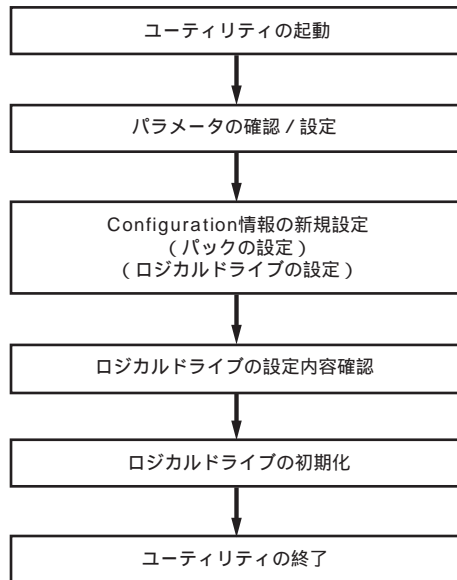 ユーティリティの起動
パラメータの確認 / 設定
Configuration情報の新規設定
( パックの設定 )
( ロジカルドライブの設定 )
ロジカルドライブの設定内容確認
ロジカルドライブの初期化
ユーティリティの終了